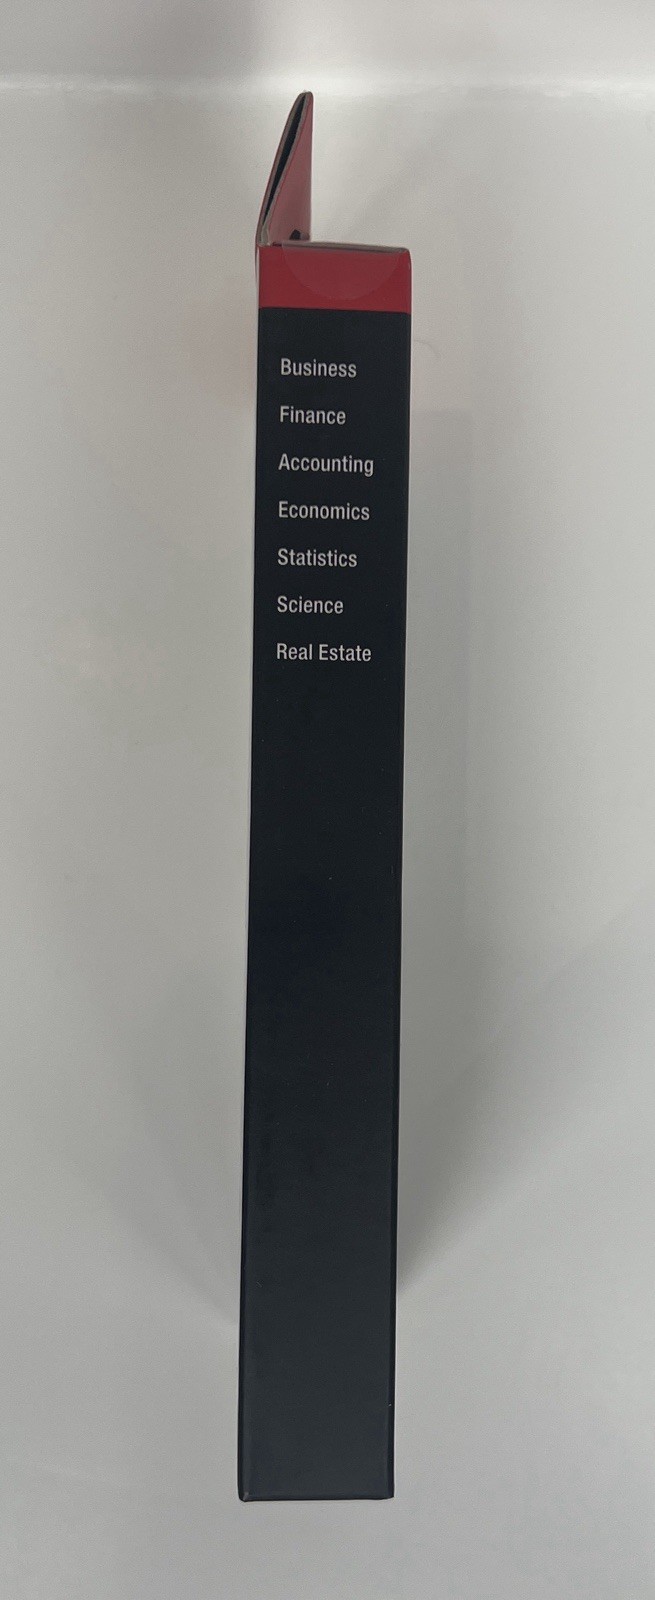 Business
Finance
Accounting
Economics
Statistics
Science
Real Estate